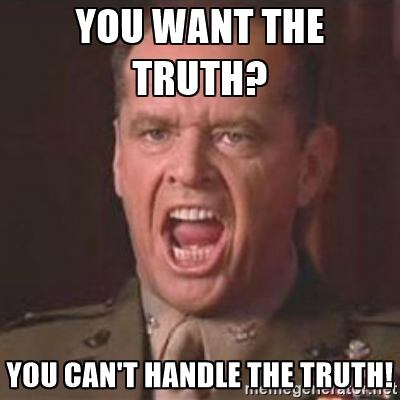 YOU WANT THE
TRUTH?
YOU CAN'T HANDLE THE TRUTH!
memegenerator.net